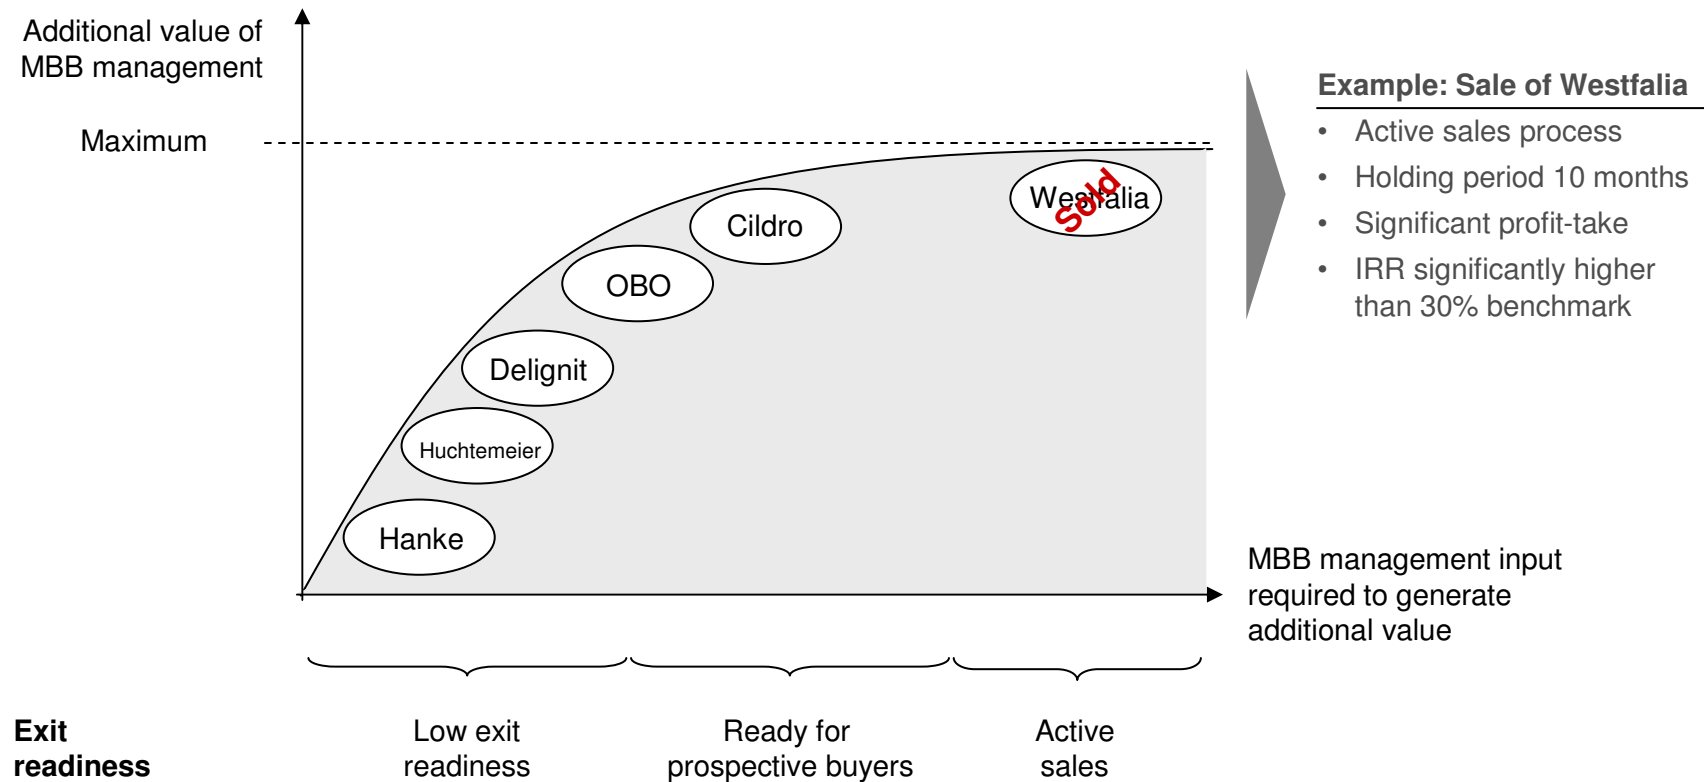 Additional value of
MBB management
Maximum
Example: Sale of Westfalia
• Active sales process
• Holding period 10 months
• Significant profit-take
• IRR significantly higher
than 30% benchmark
Westfalia
Sold
Cildro
OBO
Delignit
Huchtemeier
Hanke
MBB management input
required to generate
additional value
Exit
readiness
Low exit
readiness
Ready for
prospective buyers
Active
sales